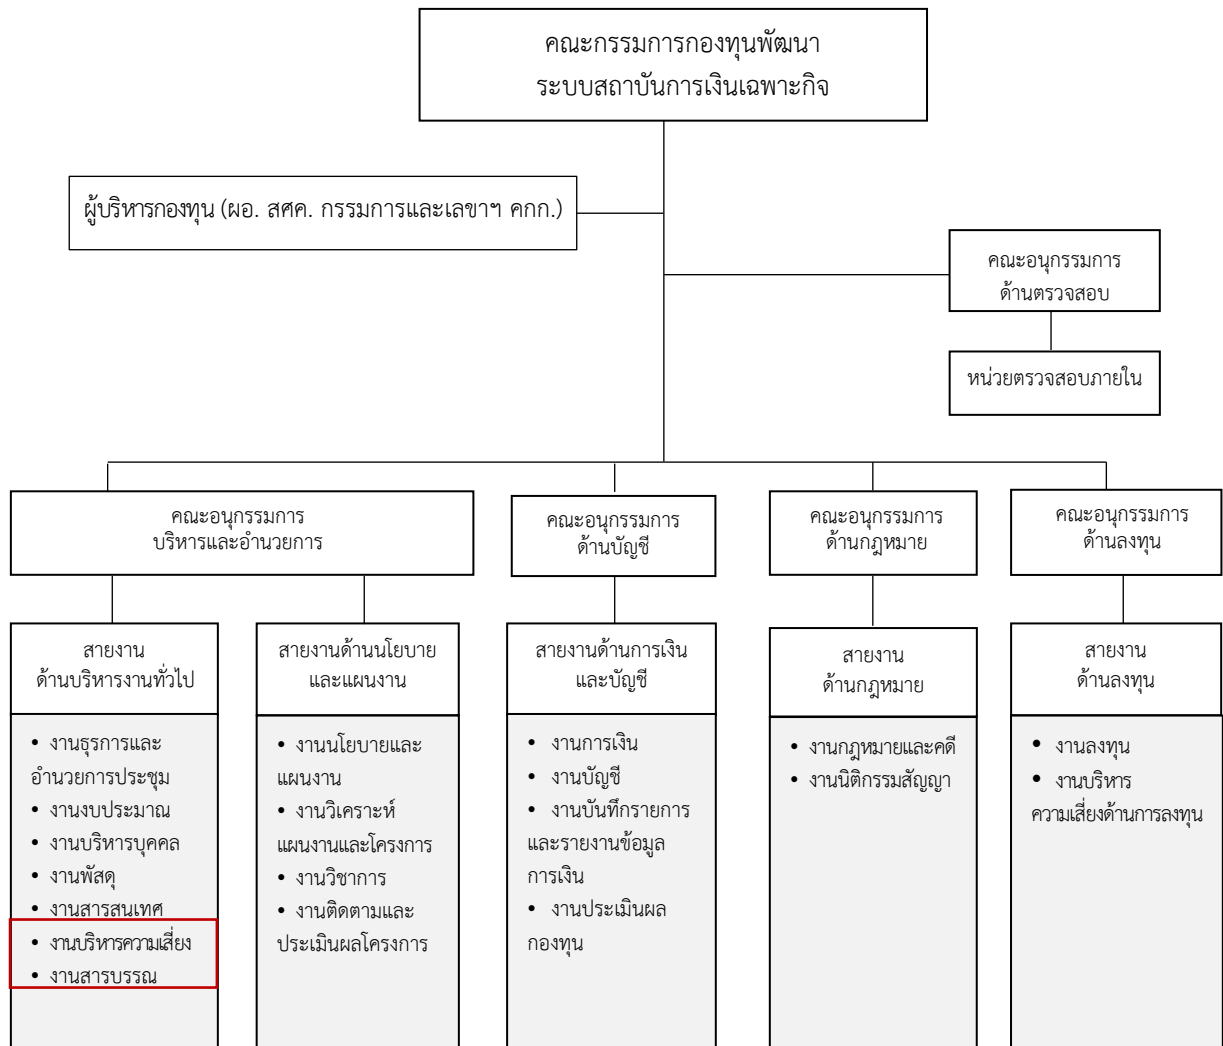 คณะกรรมการกองทุนพัฒนา
ระบบสถาบันการเงินเฉพาะกิจ
ผู้บริหารกองทุน (ผอ. สศค. กรรมการและเลขาฯ คกก.)
คณะอนุกรรมการ
ด้านตรวจสอบ
หน่วยตรวจสอบภายใน
คณะอนุกรรมการ
บริหารและอำนวยการ
คณะอนุกรรมการ
ด้านบัญชี
คณะอนุกรรมการ
ด้านกฎหมาย
คณะอนุกรรมการ
ด้านลงทุน
สายงาน
ด้านบริหารงานทั่วไป
• งานธุรการและ
อำนวยการประชุม
• งานงบประมาณ
• งานบริหารบุคคล
• งานพัสดุ
• งานสารสนเทศ
• งานบริหารความเสี่ยง
• งานสารบรรณ
สายงานด้านนโยบาย
และแผนงาน
• งานนโยบายและ
แผนงาน
• งานวิเคราะห์
แผนงานและโครงการ
• งานวิชาการ
• งานติดตามและ
ประเมินผลโครงการ
สายงานด้านการเงิน
และบัญชี
• งานการเงิน
• งานบัญชี
• งานบันทึกรายการ
และรายงานข้อมูล
การเงิน
• งานประเมินผล
กองทุน
สายงาน
ด้านกฎหมาย
• งานกฎหมายและคดี
• งานนิติกรรมสัญญา
สายงาน
ด้านลงทุน
• งานลงทุน
• งานบริหาร
ความเสี่ยงด้านการลงทุน